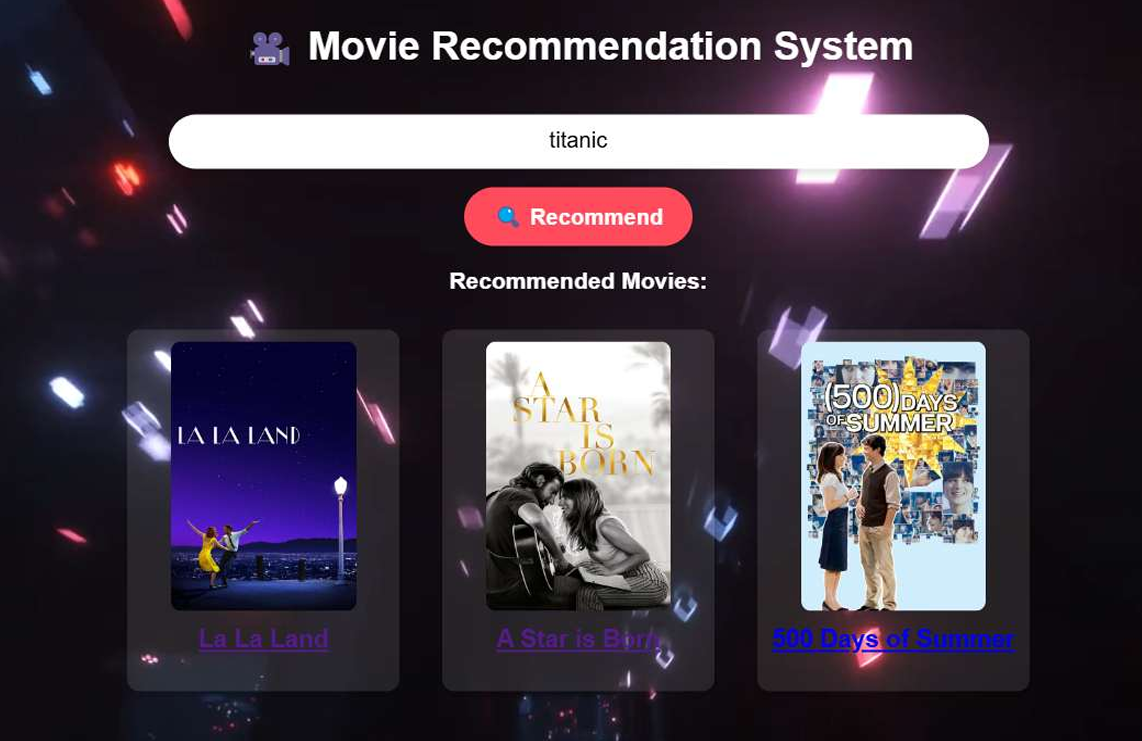 Movie Recommendation System
titanic
Recommend
Recommended Movies:
LA LA LAND
A
STAR
IS
BORN
(500) DAYS
OF SUMMER
La La Land
A Star is Born
500 Days of Summer